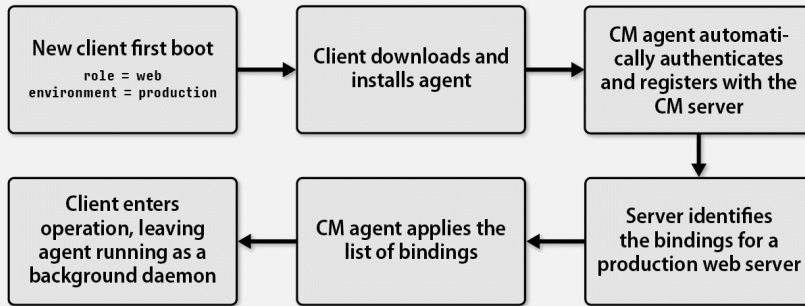 New client first boot
role = web
environment = production
Client downloads and
installs agent
CM agent automati-
cally authenticates
and registers with the
CM server
Server identifies
the bindings for a
production web server
CM agent applies the
list of bindings
Client enters
operation, leaving
agent running as a
background daemon